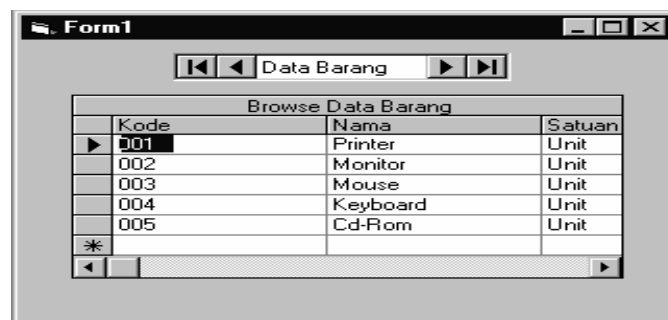 Form1
Data Barang
Browse Data Barang
Kode Nama Satuan
001 Printer Unit
002 Monitor Unit
003 Mouse Unit
004 Keyboard Unit
005 Cd-Rom Unit